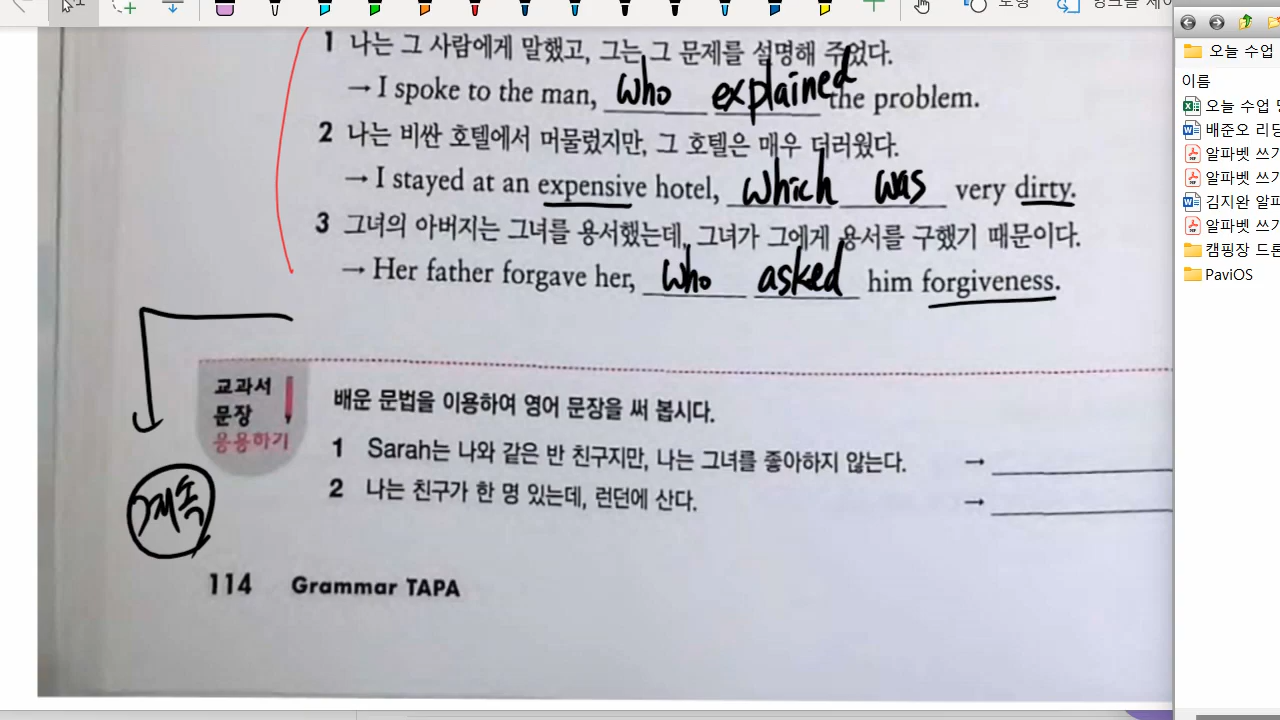 도형
오늘 수업
이름
오늘 수업
배준오 리
알파벳 쓰기
알파벳 쓰기
김지완 알파
알파벳 쓰기
캠핑장
PaviOS
1 나는 그 사람에게 말했고, 그는 그 문제를 설명해 주었다.
→ I spoke to the man, who explained the problem.
2 나는 비싼 호텔에서 머물렀지만, 그 호텔은 매우 더러웠다.
→ I stayed at an expensive hotel, which was very dirty.
3 그녀의 아버지는 그녀를 용서했는데, 그녀가 그에게 용서를 구했기 때문이다.
→ Her father forgave her, who asked him forgiveness.
교과서
문장
응용하기
배운 문법을 이용하여 영어 문장을 써 봅시다.
1 Sarah는 나와 같은 반 친구지만, 나는 그녀를 좋아하지 않는다. →
2 나는 친구가 한 명 있는데, 런던에 산다. →
계속
114 Grammar TAPA